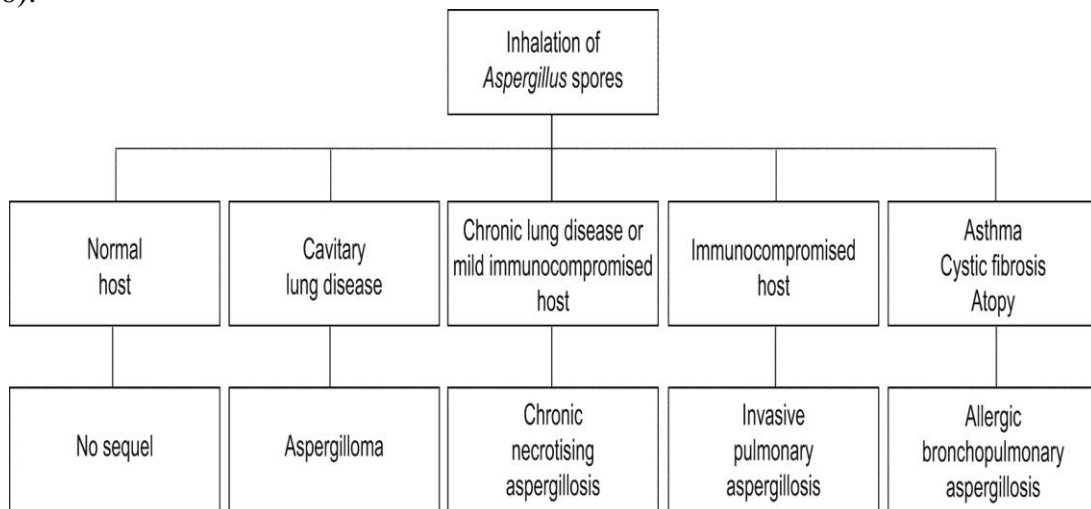 6).
Inhalation of
Aspergillus spores
Normal
host
Cavitary
lung disease
Chronic lung disease or
mild immunocompromised
host
Immunocompromised
host
Asthma
Cystic fibrosis
Atopy
No sequel
Aspergilloma
Chronic
necrotising
aspergillosis
Invasive
pulmonary
aspergillosis
Allergic
bronchopulmonary
aspergillosis